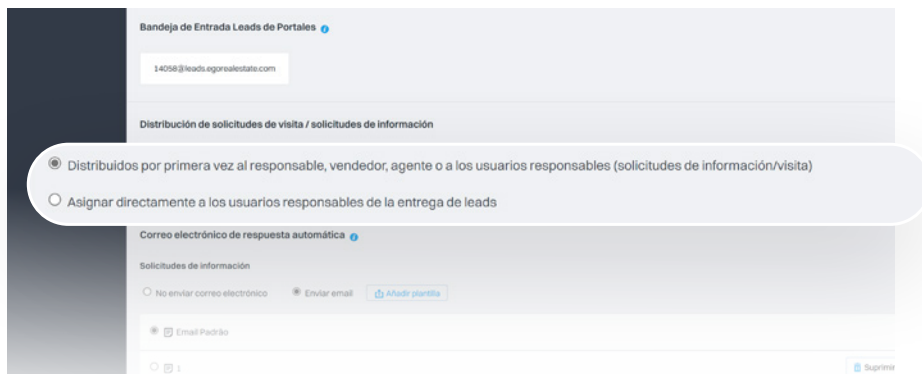 Bandeja de Entrada Leads de Portales
14058@leads.egorealestate.com
Distribución de solicitudes de visita / solicitudes de información
Distribuidos por primera vez al responsable, vendedor, agente o a los usuarios responsables (solicitudes de información/visita)
Asignar directamente a los usuarios responsables de la entrega de leads
Correo electrónico de respuesta automática
Solicitudes de información
No enviar correo electrónico Enviar email Añadir plantilla
Email Padrão
1 Suprimir